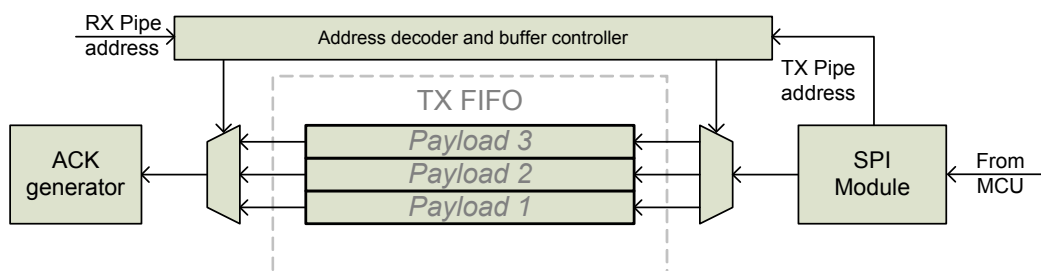 RX Pipe
address
Address decoder and buffer controller
TX Pipe
address
TX FIFO
ACK
generator
Payload 3
Payload 2
Payload 1
SPI
Module
From
MCU